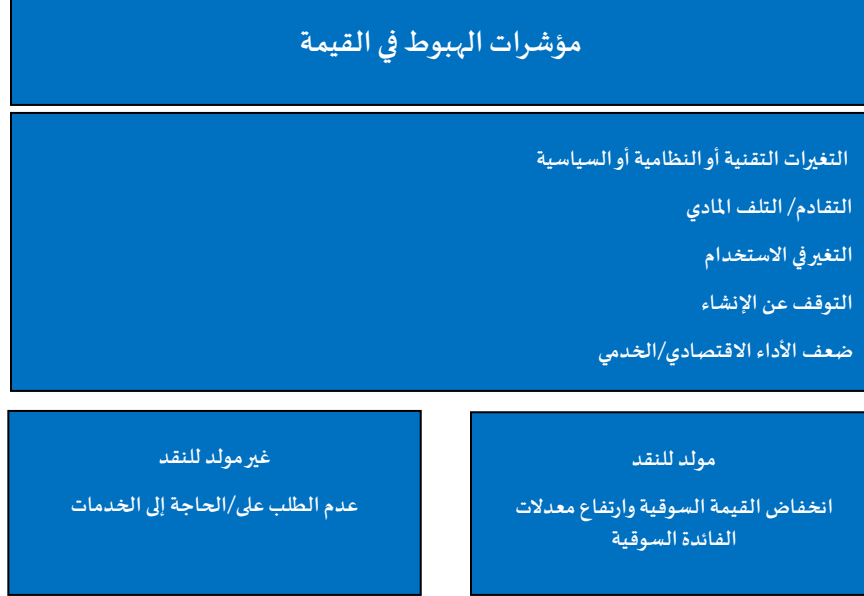 مؤشرات الهبوط في القيمة
التغيرات التقنية أو النظامية أو السياسية
التقادم/ التلف المادي
التغير في الاستخدام
التوقف عن الإنشاء
ضعف الأداء الاقتصادي/الخدمي
مولد للنقد
انخفاض القيمة السوقية وارتفاع معدلات
الفائدة السوقية
غير مولد للنقد
عدم الطلب على/الحاجة إلى الخدمات